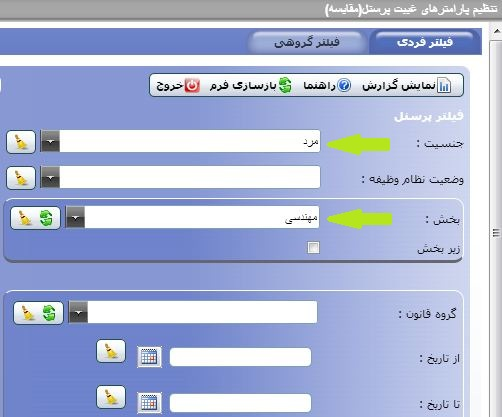 تنظیم پارامترهای غیبت پرسنل(مقایسه)
فیلتر فردی فیلتر گروهی
نمایش گزارش راهنما بازسازی فرم خروج
فیلتر پرسنل
جنسیت : مرد
وضعیت نظام وظیفه :
بخش : مهندسی
زیر بخش
گروه قانون :
از تاریخ :
تا تاریخ :